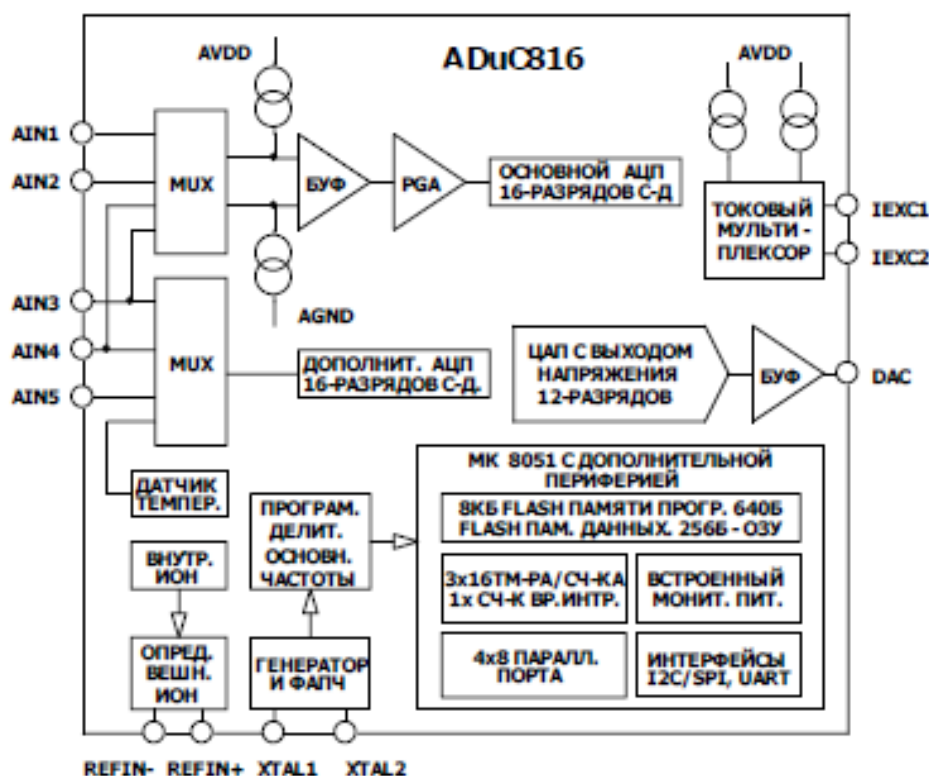 ADuC816
AVDD
AVDD
AIN1
AIN2
MUX
БУФ
PGA
ОСНОВНОЙ АЦП
16-РАЗРЯДОВ С-Д
ТОКОВЫЙ
МУЛЬТИ -
ПЛЕКСОР
IEXC1
IEXC2
AIN3
AIN4
AIN5
MUX
AGND
ДОПОЛНИТ. АЦП
16-РАЗРЯДОВ С-Д.
ЦАП С ВЫХОДОМ
НАПРЯЖЕНИЯ
12-РАЗРЯДОВ
БУФ
DAC
ДАТЧИК
ТЕМПЕР.
ВНУТР.
ИОН
ОПРЕД.
ВЕШН.
ИОН
ПРОГРАМ.
ДЕЛИТ.
ОСНОВН.
ЧАСТОТЫ
ГЕНЕРАТОР
И ФАПЧ
МК 8051 С ДОПОЛНИТЕЛЬНОЙ
ПЕРИФЕРИЕЙ
8КБ FLASH ПАМЯТИ ПРОГР. 640Б
FLASH ПАМ. ДАННЫХ. 256Б - ОЗУ
3х16ТМ-РА/СЧ-КА
1х СЧ-К ВР.ИНТР.
ВСТРОЕННЫЙ
МОНИТ. ПИТ.
4х8 ПАРАЛЛ.
ПОРТА
ИНТЕРФЕЙСЫ
I2C/SPI, UART
REFIN- REFIN+ XTAL1 XTAL2